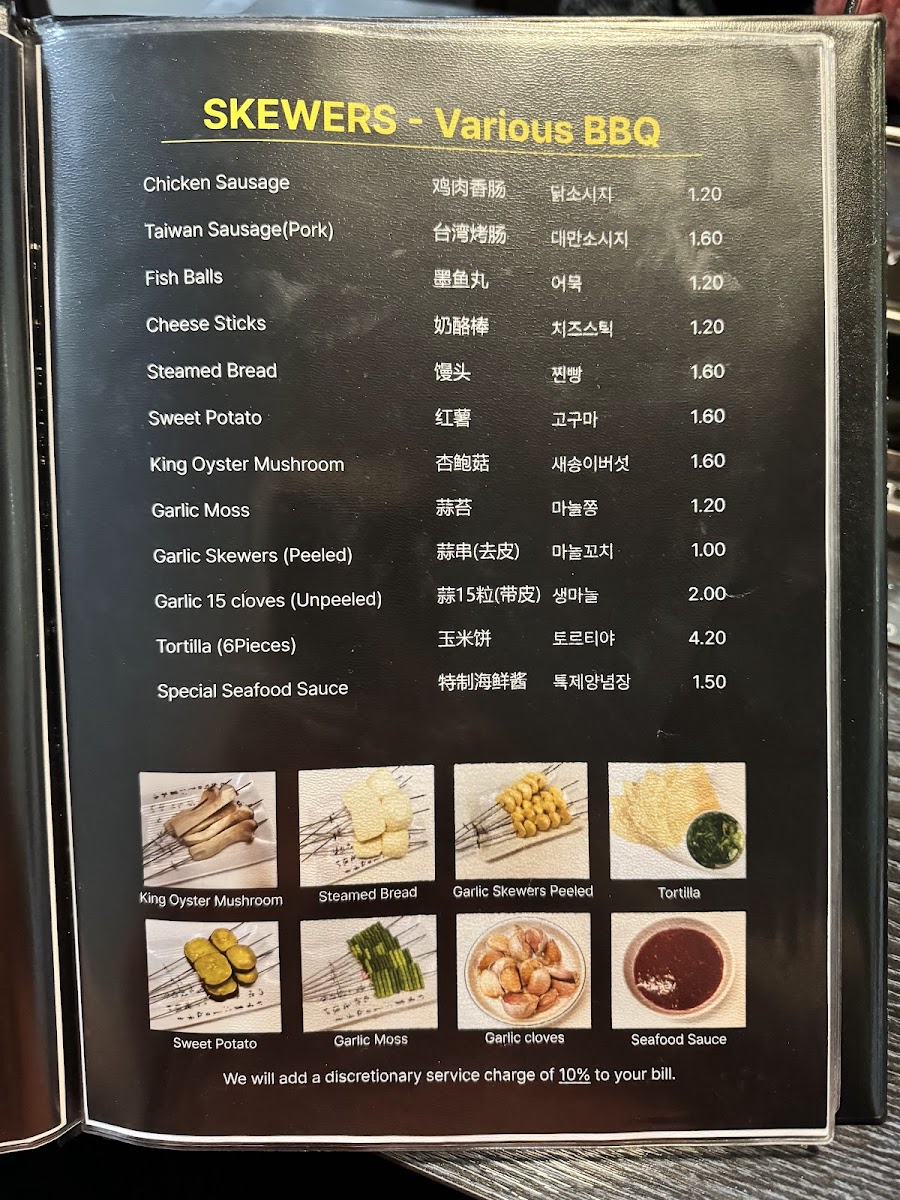 SKEWERS - Various BBQ
Chicken Sausage 鸡肉香肠 닭소시지 1.20
Taiwan Sausage(Pork) 台湾烤肠 대만소시지 1.60
Fish Balls 墨鱼丸 어묵 1.20
Cheese Sticks 奶酪棒 치즈스틱 1.20
Steamed Bread 馒头 찐빵 1.60
Sweet Potato 红薯 고구마 1.60
King Oyster Mushroom 杏鲍菇 새송이버섯 1.60
Garlic Moss 蒜苔 마늘쫑 1.20
Garlic Skewers (Peeled) 蒜串(去皮) 마늘꼬치 1.00
Garlic 15 cloves (Unpeeled) 蒜15粒(带皮) 생마늘 2.00
Tortilla (6Pieces) 玉米饼 토르티야 4.20
Special Seafood Sauce 特制海鲜酱 특제양념장 1.50
King Oyster Mushroom Steamed Bread Garlic Skewers Peeled Tortilla
Sweet Potato Garlic Moss Garlic cloves Seafood Sauce
We will add a discretionary service charge of 10% to your bill.